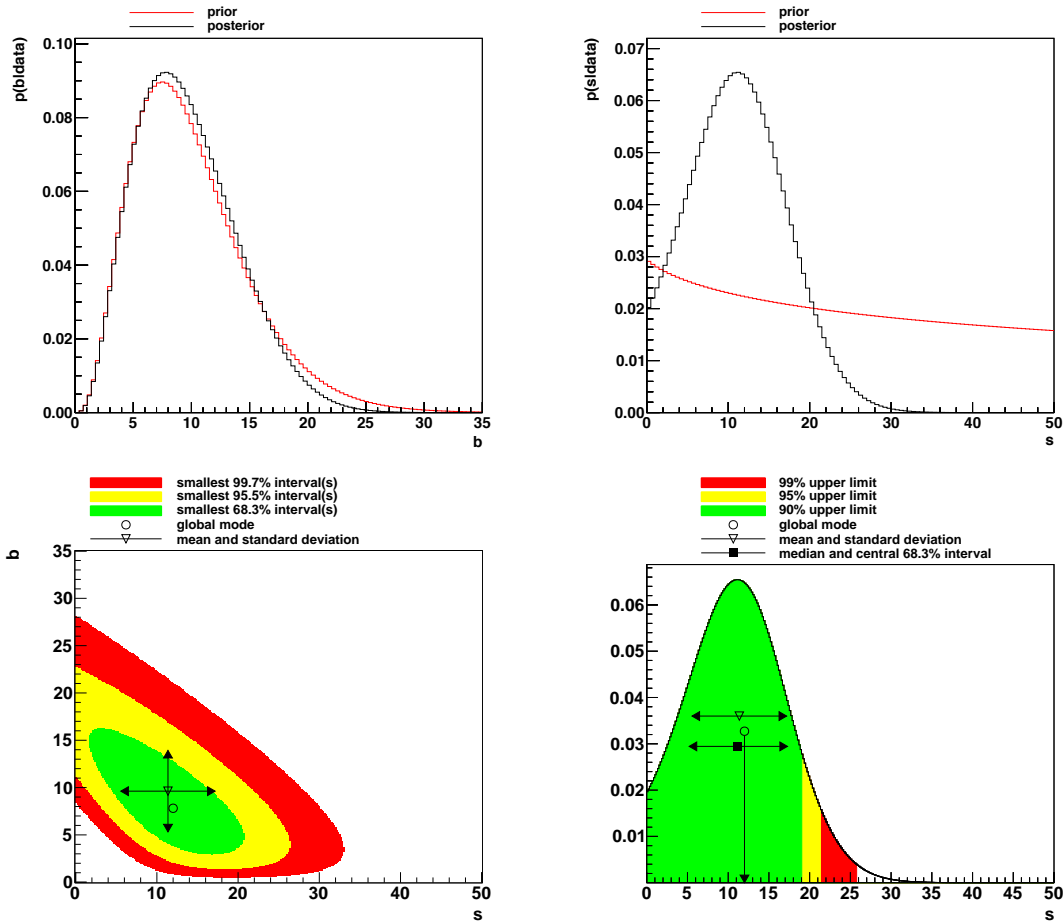 prior
posterior
p(b|data)
0.10
0.08
0.06
0.04
0.02
0.00
0 5 10 15 20 25 30 35
b
prior
posterior
p(s|data)
0.07
0.06
0.05
0.04
0.03
0.02
0.01
0.00
0 10 20 30 40 50
s
smallest 99.7% interval(s)
smallest 95.5% interval(s)
smallest 68.3% interval(s)
global mode
mean and standard deviation
b
35
30
25
20
15
10
5
0
0 10 20 30 40 50
s
99% upper limit
95% upper limit
90% upper limit
global mode
mean and standard deviation
median and central 68.3% interval
0.06
0.05
0.04
0.03
0.02
0.01
0 5 10 15 20 25 30 35 40 45 50
s